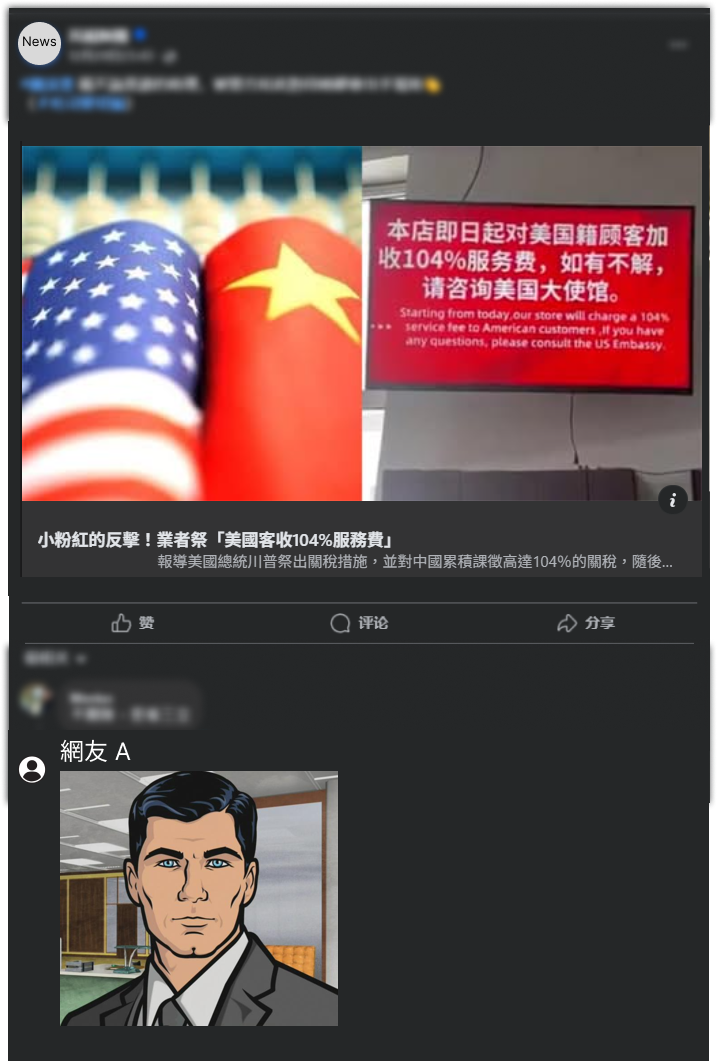 News
本店即日起对美国籍顾客加
收104%服务费，如有不解，
请咨询美国大使馆。
Starting from today,our store will charge a 104%
service fee to American customers ,If you have
any questions, please consult the US Embassy.
小粉紅的反擊！業者祭「美國客收104%服務費」
報導美國總統川普祭出關稅措施，並對中國累積課徵高達104%的關稅，隨後...
赞
评论
分享
網友 A